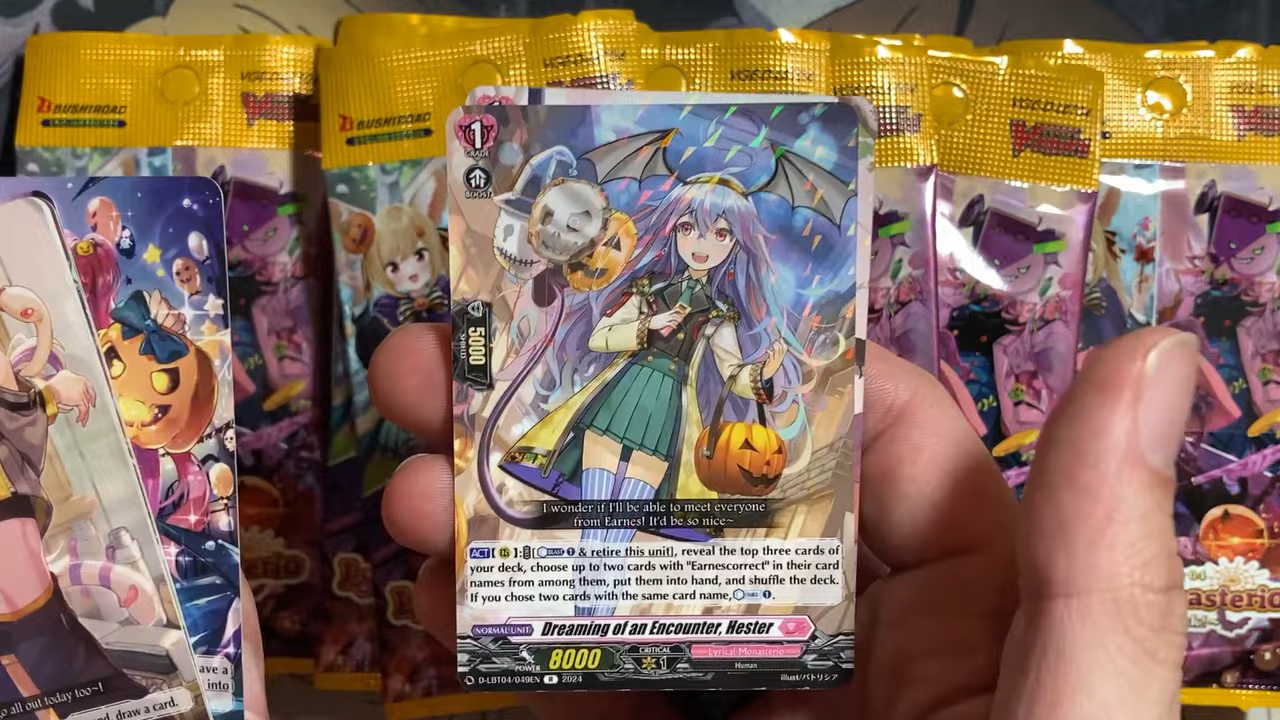 BUSHIROAD
BUSHIROAD
1
GRADE
BOOST
5000
SHIELD
I wonder if I'll be able to meet everyone
from Earnes! It'd be so nice~
ACT
BLAST 1 & retire this unit], reveal the top three cards of
your deck, choose up to two cards with "Earnescorrect" in their card
names from among them, put them into hand, and shuffle the deck.
If you chose two cards with the same card name, CHARGE 1.
NORMAL UNIT Dreaming of an Encounter, Hester
POWER 8000 CRITICAL 1 Lyrical Monasterio
Human
D-LBT04/049EN R 2024 illust/パトリシア
ave a
into
o all out today too~!
d, draw a card.
asterio